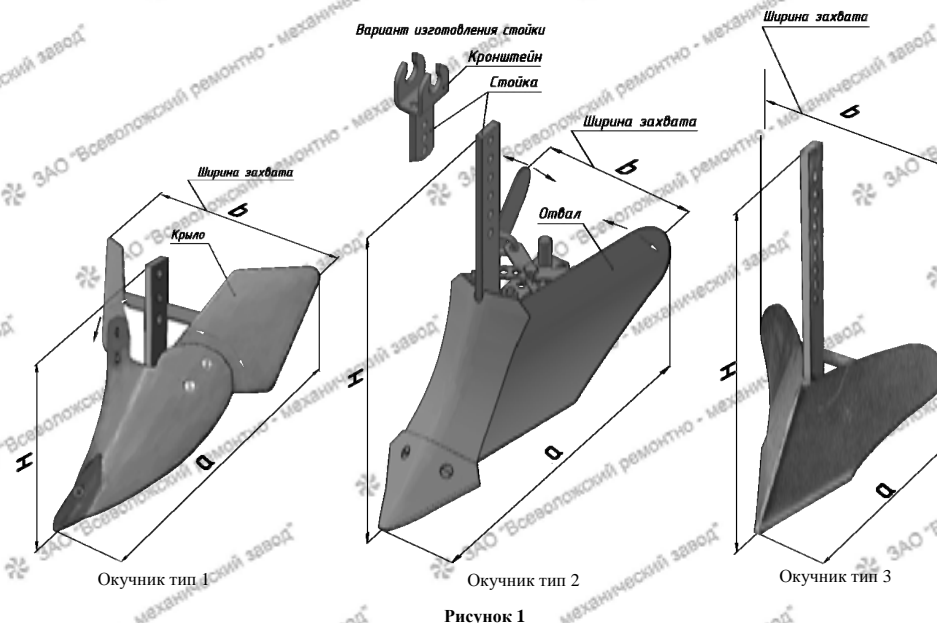 Вариант изготовления стойки
Кронштейн
Стойка
Ширина захвата
b
Ширина захвата
b
Ширина захвата
b
Крыло
Отвал
H
a
H
a
H
a
Окучник тип 1
Окучник тип 2
Окучник тип 3
Рисунок 1
ЗАО "Всеволожский ремонтно - механический завод"